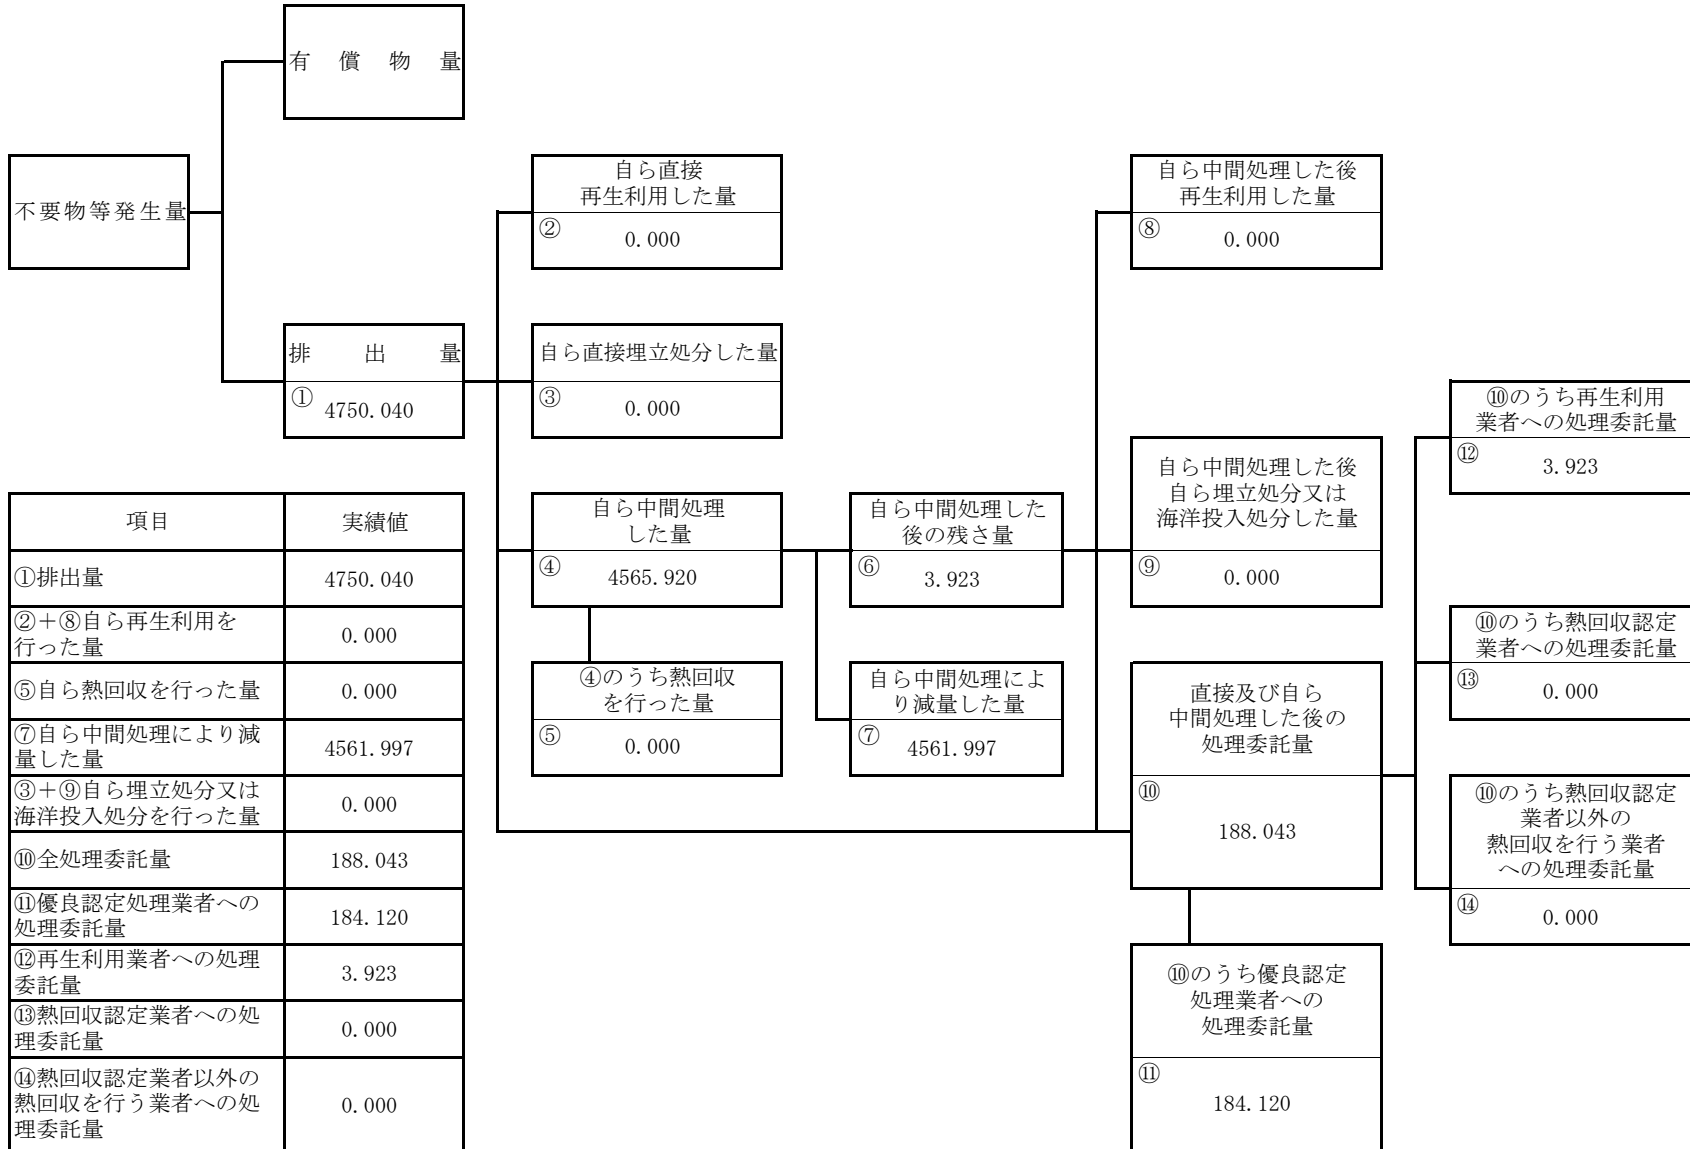 有償物量
不要物等発生量
自ら直接
再生利用した量
②
0.000
自ら中間処理した後
再生利用した量
⑧
0.000
排出量
①
4750.040
自ら直接埋立処分した量
③
0.000
⑩のうち再生利用
業者への処理委託量
⑫
3.923
自ら中間処理した後
自ら埋立処分又は
海洋投入処分した量
⑨
0.000
自ら中間処理
した量
④
4565.920
自ら中間処理した
後の残さ量
⑥
3.923
⑩のうち熱回収認定
業者への処理委託量
⑬
0.000
④のうち熱回収
を行った量
⑤
0.000
自ら中間処理によ
り減量した量
⑦
4561.997
直接及び自ら
中間処理した後の
処理委託量
⑩
188.043
⑩のうち熱回収認定
業者以外の
熱回収を行う業者
への処理委託量
⑭
0.000
⑩のうち優良認定
処理業者への
処理委託量
⑪
184.120
項目 実績値
①排出量 4750.040
②＋⑧自ら再生利用を
行った量 0.000
⑤自ら熱回収を行った量 0.000
⑦自ら中間処理により減
量した量 4561.997
③＋⑨自ら埋立処分又は
海洋投入処分を行った量 0.000
⑩全処理委託量 188.043
⑪優良認定処理業者への
処理委託量 184.120
⑫再生利用業者への処理
委託量 3.923
⑬熱回収認定業者への処
理委託量 0.000
⑭熱回収認定業者以外の
熱回収を行う業者への処
理委託量 0.000